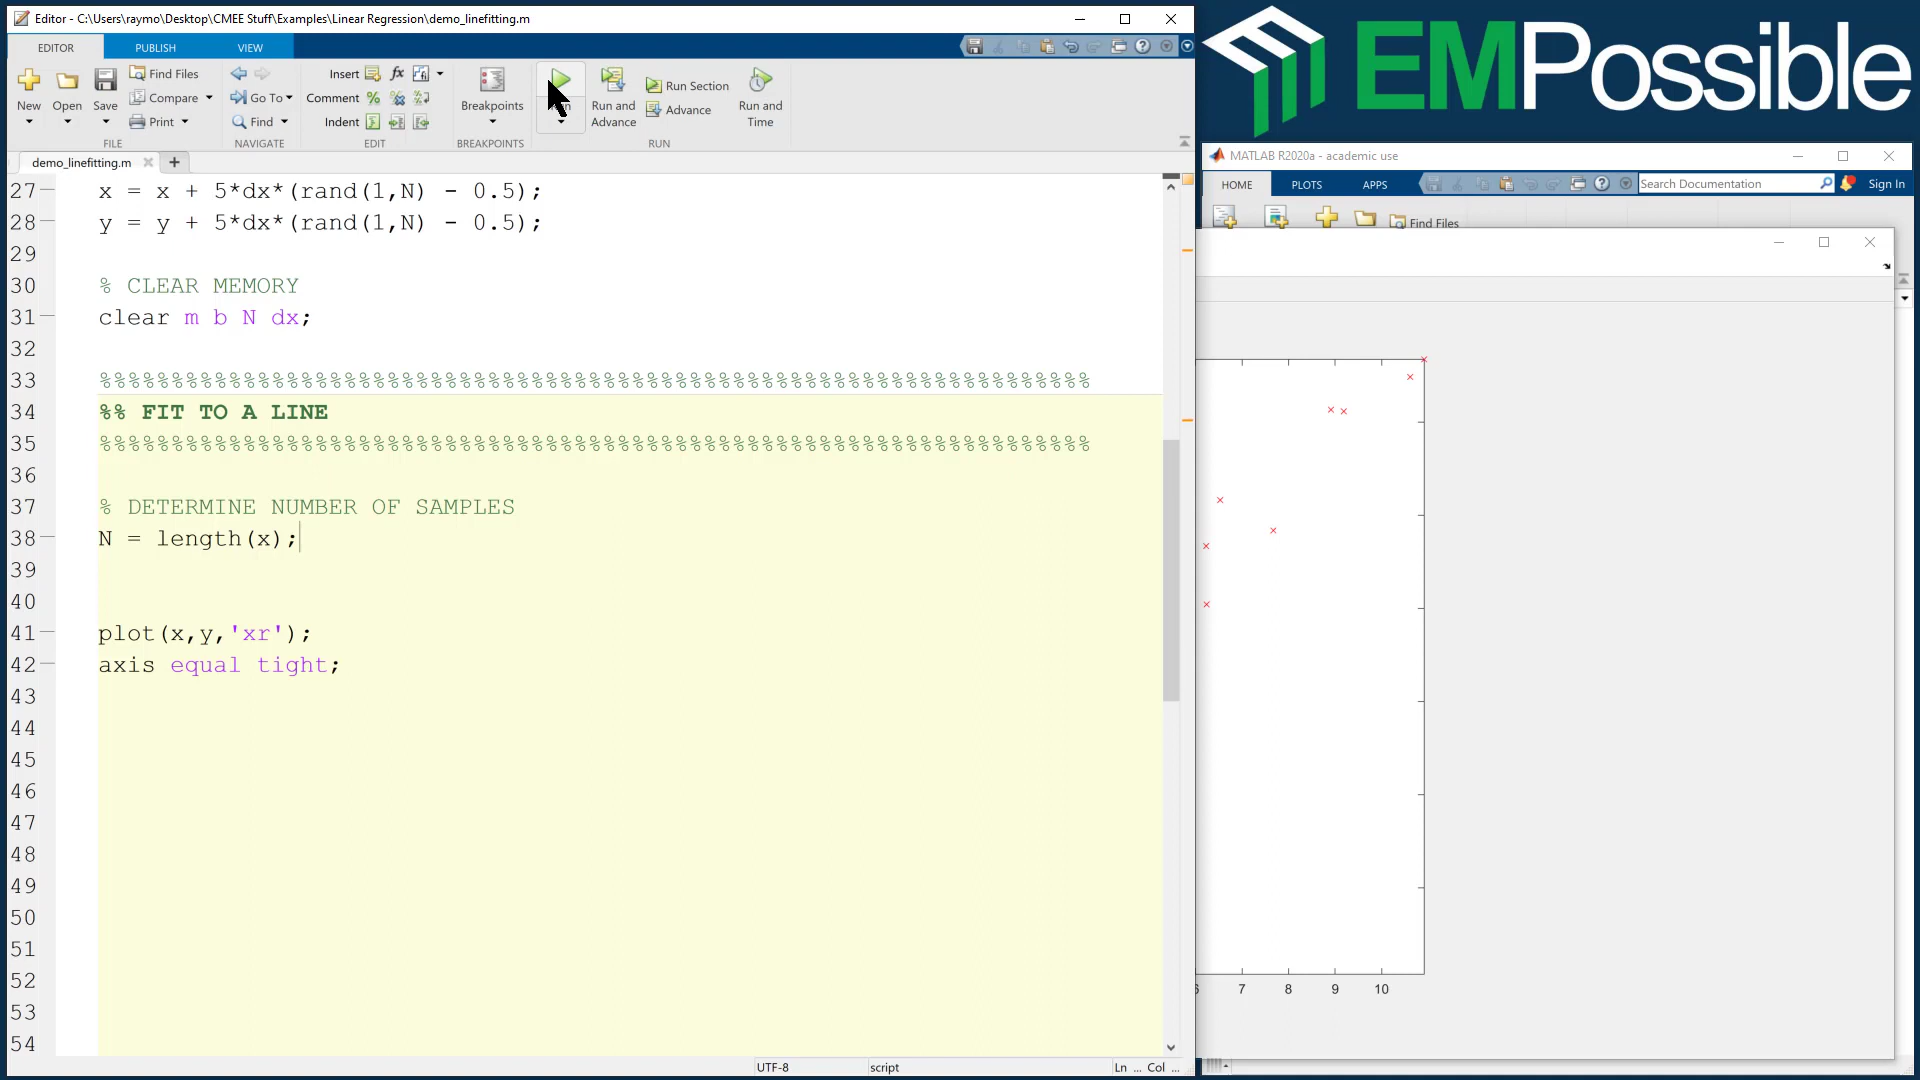 Editor - C:\Users\raymo\Desktop\CMEE Stuff\Examples\Linear Regression\demo_linefitting.m
EDITOR PUBLISH VIEW
New Open Save
Find Files
Compare
Print
FILE
Go To
Find
NAVIGATE
Insert
Comment
Indent
EDIT
Breakpoints
BREAKPOINTS
Run and Advance
Run Section
Advance
Run and Time
RUN
demo_linefitting.m
27 x = x + 5*dx*(rand(1,N) - 0.5);
28 y = y + 5*dx*(rand(1,N) - 0.5);
29
30 % CLEAR MEMORY
31 clear m b N dx;
32
33 %%%%%%%%%%%%%%%%%%%%%%%%%%%%%%%%%%%%%%%%%%%%%%%%%%%%%%%%%%%%%%%%%%%%%
34 %% FIT TO A LINE
35 %%%%%%%%%%%%%%%%%%%%%%%%%%%%%%%%%%%%%%%%%%%%%%%%%%%%%%%%%%%%%%%%%%%%%
36
37 % DETERMINE NUMBER OF SAMPLES
38 N = length(x);
39
40
41 plot(x,y,'xr');
42 axis equal tight;
43
44
45
46
47
48
49
50
51
52
53
54
UTF-8 script Ln ... Col ...
EMPossible
MATLAB R2020a - academic use
HOME PLOTS APPS
Search Documentation
Sign In
Find Files
7 8 9 10